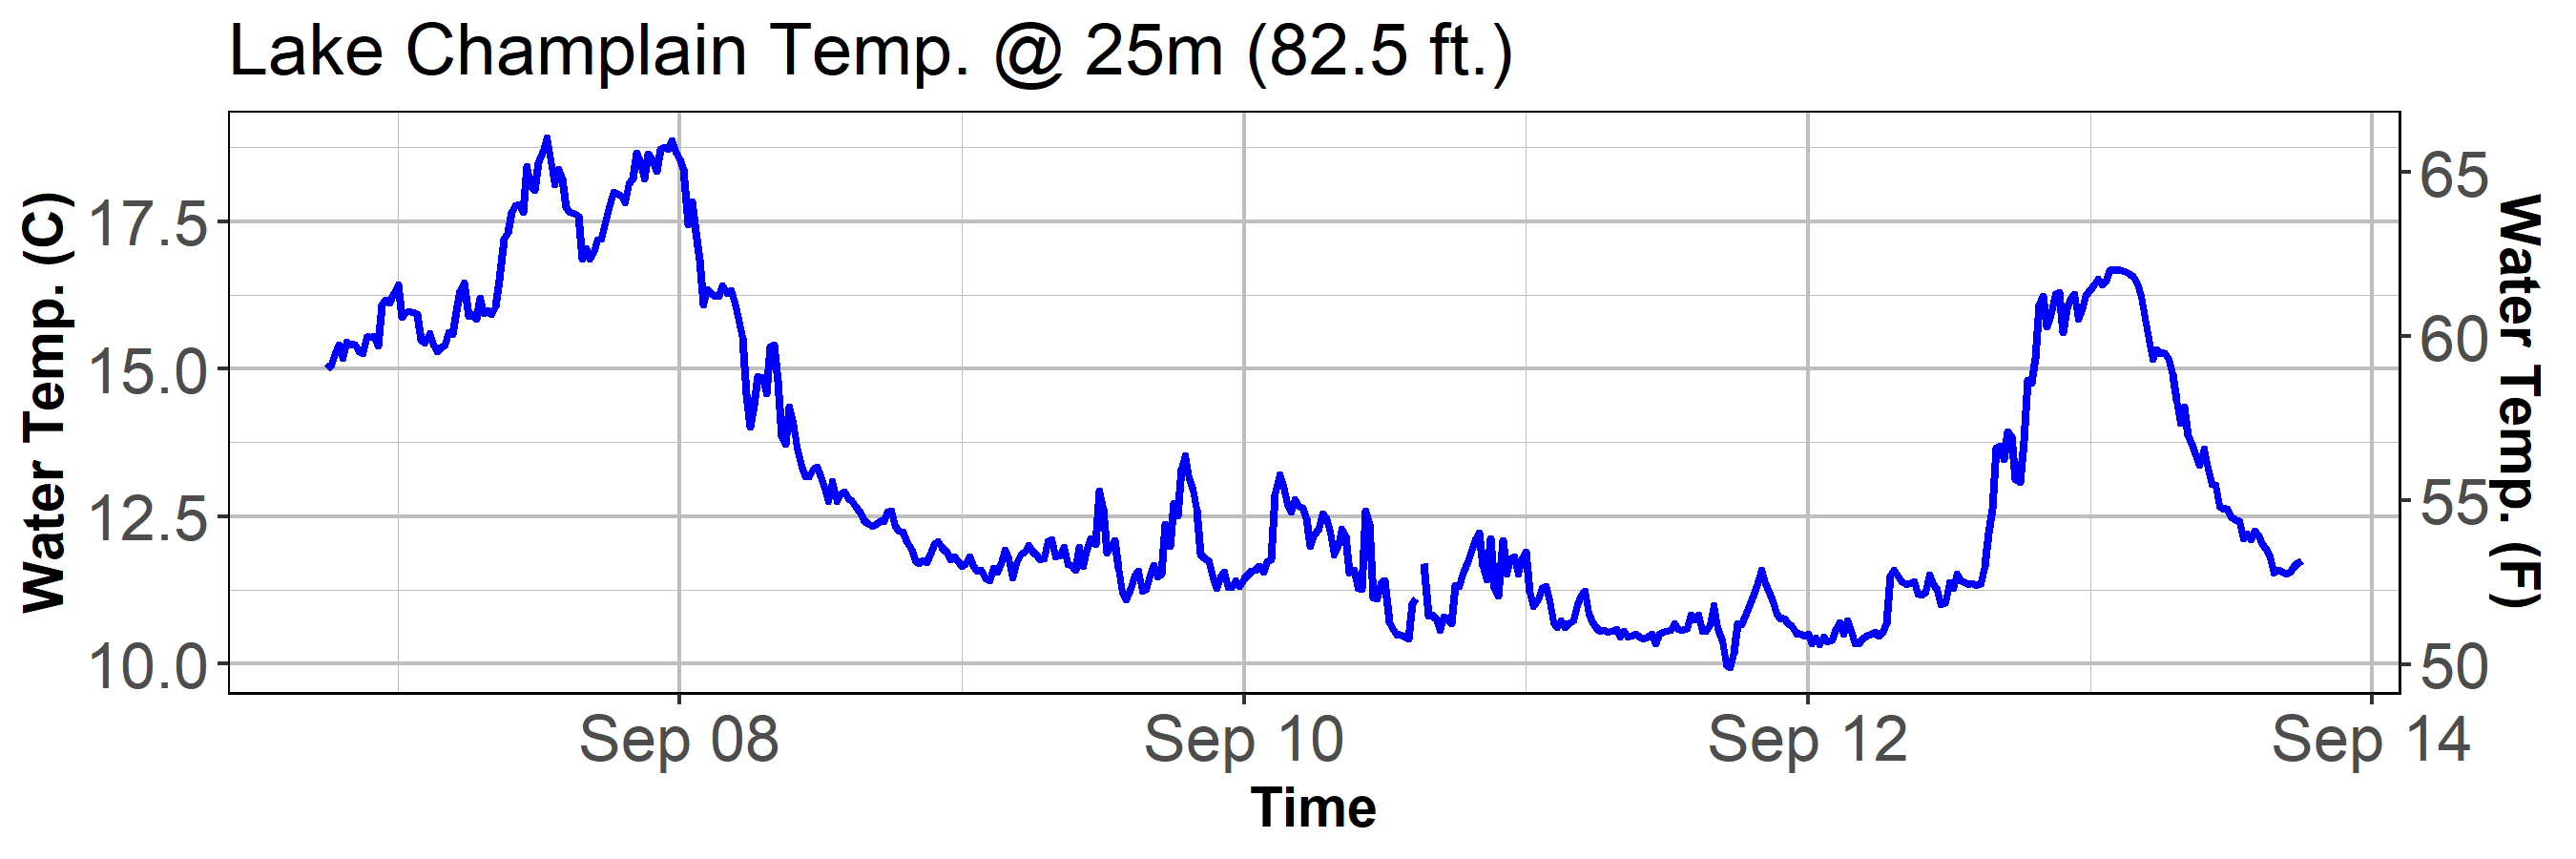 Lake Champlain Temp. @ 25m (82.5 ft.)
Water Temp. (C)
17.5
15.0
12.5
10.0
65
60
55
50
Water Temp. (F)
Sep 08
Sep 10
Sep 12
Sep 14
Time